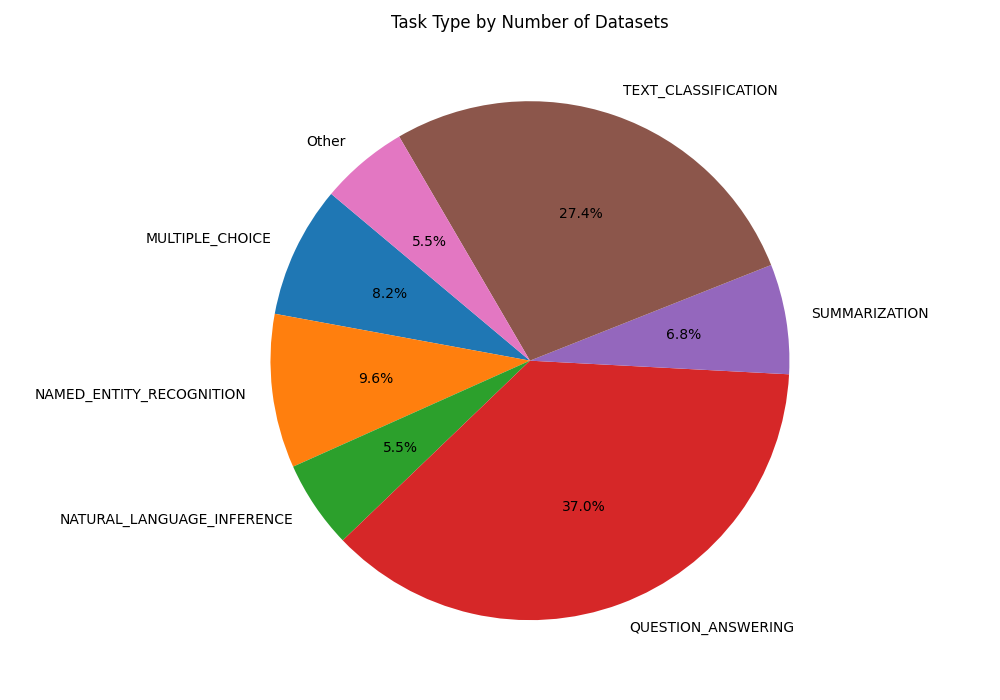 Task Type by Number of Datasets
TEXT_CLASSIFICATION
27.4%
Other
5.5%
MULTIPLE_CHOICE
8.2%
NAMED_ENTITY_RECOGNITION
9.6%
NATURAL_LANGUAGE_INFERENCE
5.5%
QUESTION_ANSWERING
37.0%
SUMMARIZATION
6.8%